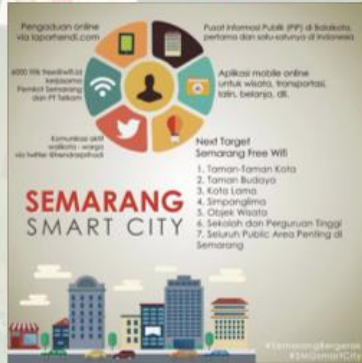 Pengaduan online
via laporhendi.com
Pusat Informasi Publik (PIP) di Balaikota,
pertama dan satu-satunya di Indonesia
6000 titik freedwifi.id
kerjasama
Pemkot Semarang
dan PT Telkom
Aplikasi mobile online
untuk wisata, transportasi,
lalin, belanja, dll.
Komunikasi aktif
walikota - warga
via twitter @hendrarprihadi
Next Target
Semarang Free Wifi
1. Taman-Taman Kota
2. Taman Budaya
3. Kota Lama
4. Simpanglima
5. Objek Wisata
6. Sekolah dan Perguruan Tinggi
7. Seluruh Public Area Penting di
Semarang
SEMARANG
SMART CITY
#SemarangBergerak
#SMGsmartCity